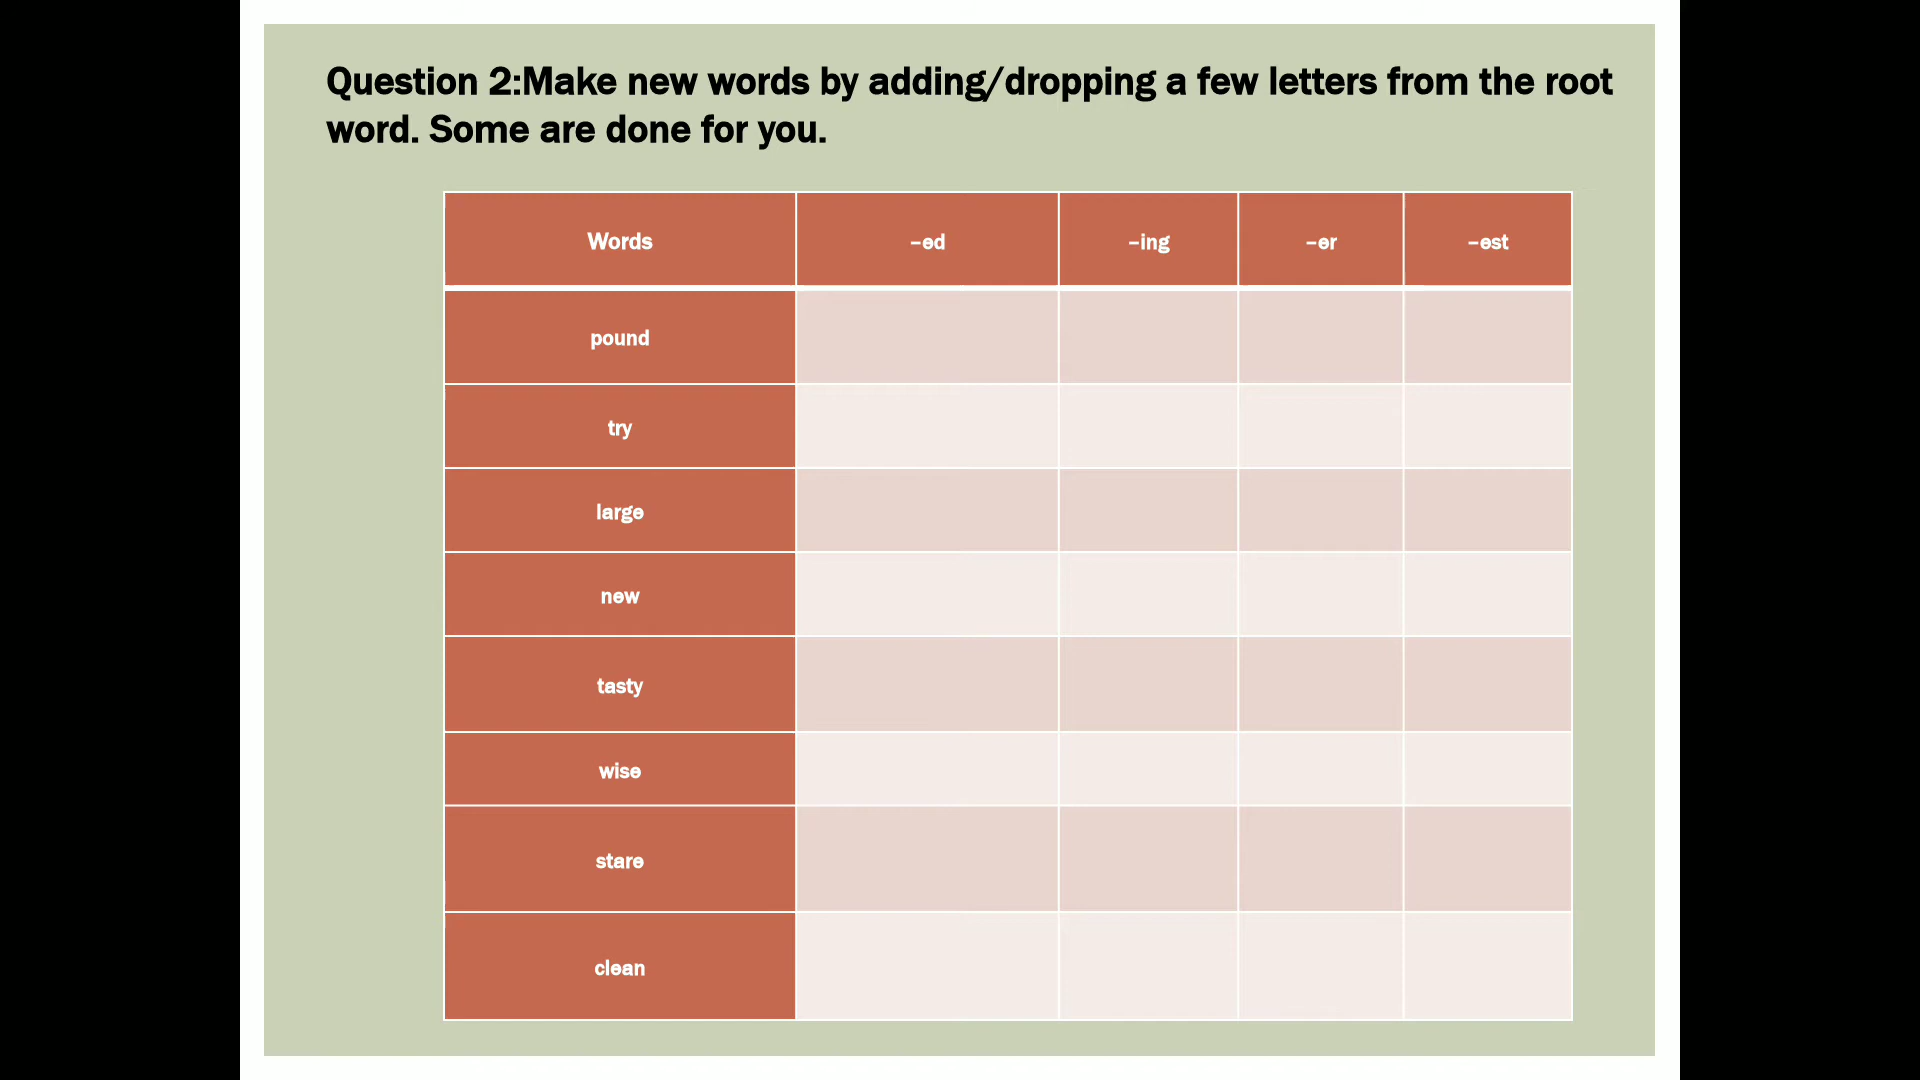 Question 2:Make new words by adding/dropping a few letters from the root
word. Some are done for you.
Words –ed –ing –er –est
pound
try
large
new
tasty
wise
stare
clean